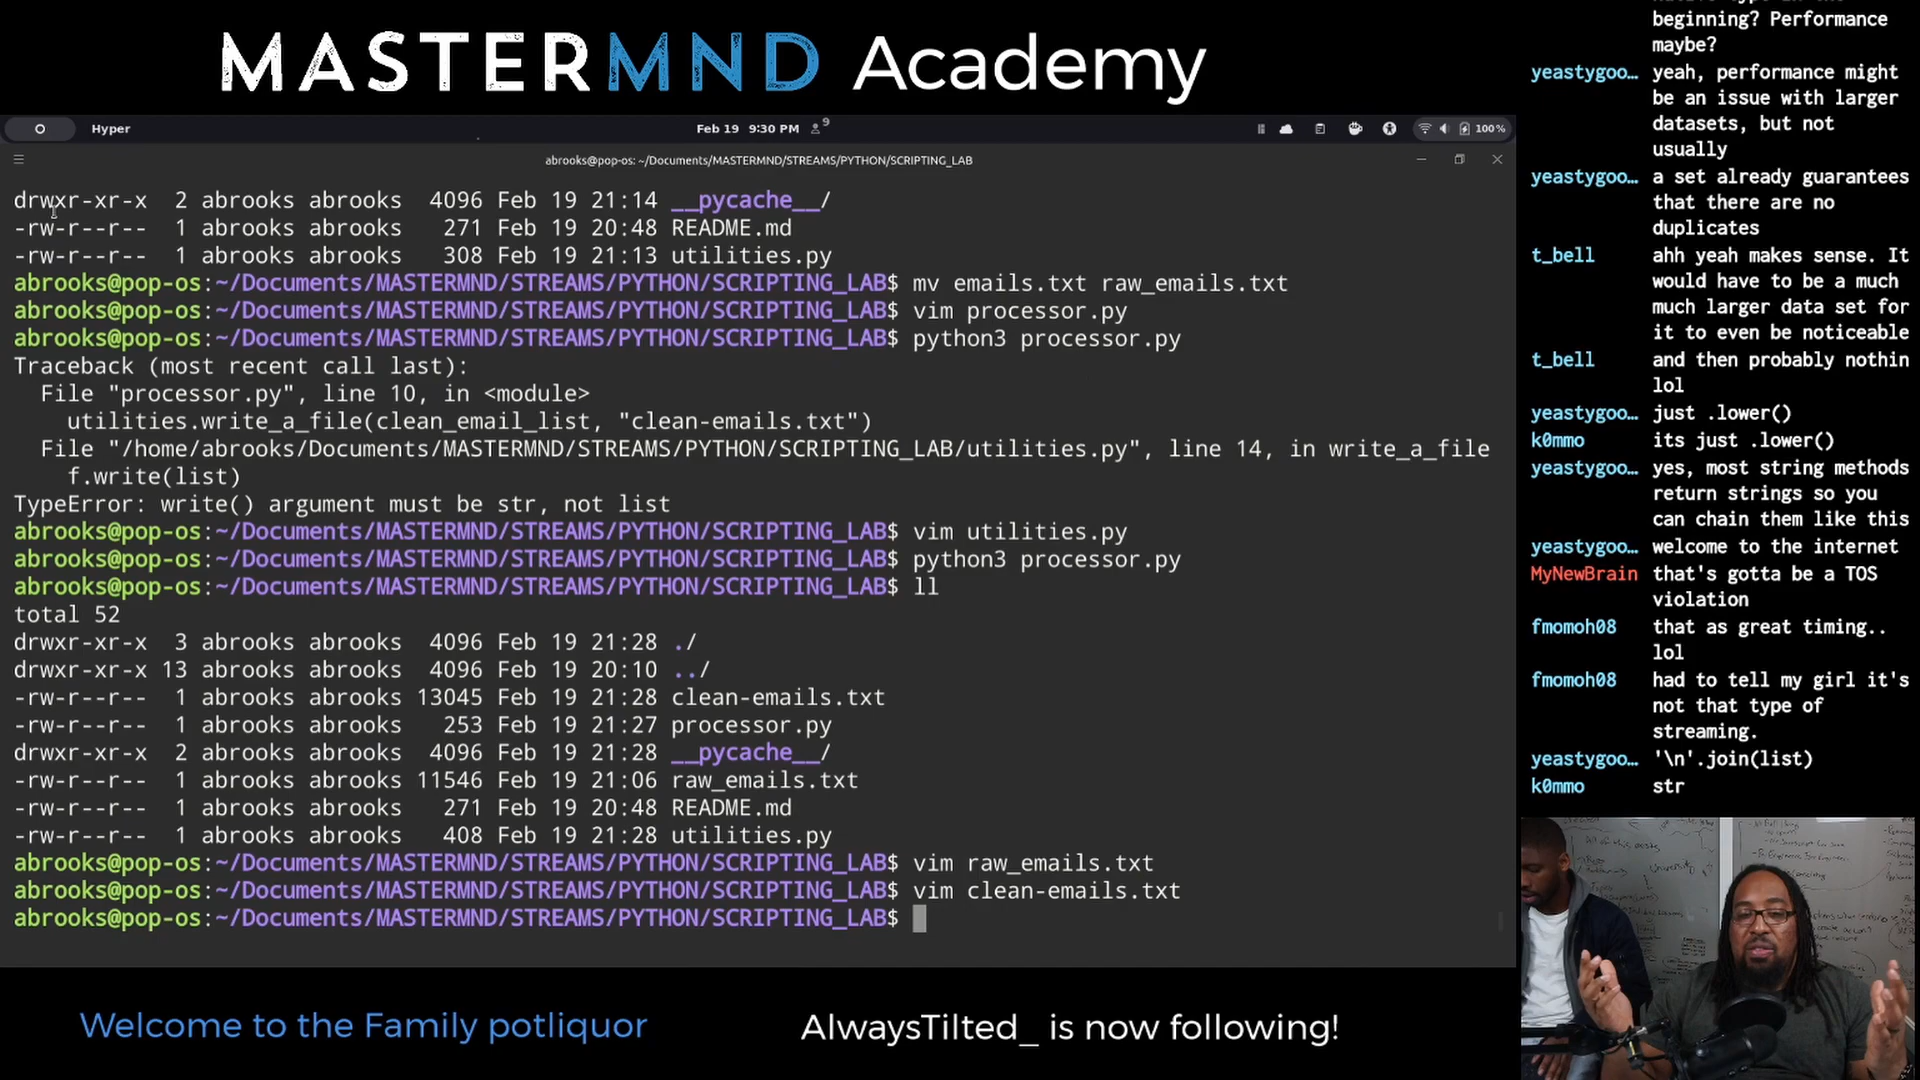 MASTERMND Academy
Hyper
Feb 19 9:30 PM
9
100%
abrooks@pop-os: ~/Documents/MASTERMND/STREAMS/PYTHON/SCRIPTING_LAB
drwxr-xr-x 2 abrooks abrooks 4096 Feb 19 21:14 __pycache__/
-rw-r--r-- 1 abrooks abrooks 271 Feb 19 20:48 README.md
-rw-r--r-- 1 abrooks abrooks 308 Feb 19 21:13 utilities.py
abrooks@pop-os:~/Documents/MASTERMND/STREAMS/PYTHON/SCRIPTING_LAB$ mv emails.txt raw_emails.txt
abrooks@pop-os:~/Documents/MASTERMND/STREAMS/PYTHON/SCRIPTING_LAB$ vim processor.py
abrooks@pop-os:~/Documents/MASTERMND/STREAMS/PYTHON/SCRIPTING_LAB$ python3 processor.py
Traceback (most recent call last):
File "processor.py", line 10, in <module>
utilities.write_a_file(clean_email_list, "clean-emails.txt")
File "/home/abrooks/Documents/MASTERMND/STREAMS/PYTHON/SCRIPTING_LAB/utilities.py", line 14, in write_a_file
f.write(list)
TypeError: write() argument must be str, not list
abrooks@pop-os:~/Documents/MASTERMND/STREAMS/PYTHON/SCRIPTING_LAB$ vim utilities.py
abrooks@pop-os:~/Documents/MASTERMND/STREAMS/PYTHON/SCRIPTING_LAB$ python3 processor.py
abrooks@pop-os:~/Documents/MASTERMND/STREAMS/PYTHON/SCRIPTING_LAB$ ll
total 52
drwxr-xr-x 3 abrooks abrooks 4096 Feb 19 21:28 ./
drwxr-xr-x 13 abrooks abrooks 4096 Feb 19 20:10 ../
-rw-r--r-- 1 abrooks abrooks 13045 Feb 19 21:28 clean-emails.txt
-rw-r--r-- 1 abrooks abrooks 253 Feb 19 21:27 processor.py
drwxr-xr-x 2 abrooks abrooks 4096 Feb 19 21:28 __pycache__/
-rw-r--r-- 1 abrooks abrooks 11546 Feb 19 21:06 raw_emails.txt
-rw-r--r-- 1 abrooks abrooks 271 Feb 19 20:48 README.md
-rw-r--r-- 1 abrooks abrooks 408 Feb 19 21:28 utilities.py
abrooks@pop-os:~/Documents/MASTERMND/STREAMS/PYTHON/SCRIPTING_LAB$ vim raw_emails.txt
abrooks@pop-os:~/Documents/MASTERMND/STREAMS/PYTHON/SCRIPTING_LAB$ vim clean-emails.txt
abrooks@pop-os:~/Documents/MASTERMND/STREAMS/PYTHON/SCRIPTING_LAB$
beginning? Performance
maybe?
yeastygoo… yeah, performance might
be an issue with larger
datasets, but not
usually
yeastygoo… a set already guarantees
that there are no
duplicates
t_bell ahh yeah makes sense. It
would have to be a much
much larger data set for
it to even be noticeable
t_bell and then probably nothin
lol
yeastygoo… just .lower()
k0mmo its just .lower()
yeastygoo… yes, most string methods
return strings so you
can chain them like this
yeastygoo… welcome to the internet
MyNewBrain that's gotta be a TOS
violation
fmomoh08 that as great timing..
lol
fmomoh08 had to tell my girl it's
not that type of
streaming.
yeastygoo… '\n'.join(list)
k0mmo str
Welcome to the Family potliquor
AlwaysTilted_ is now following!